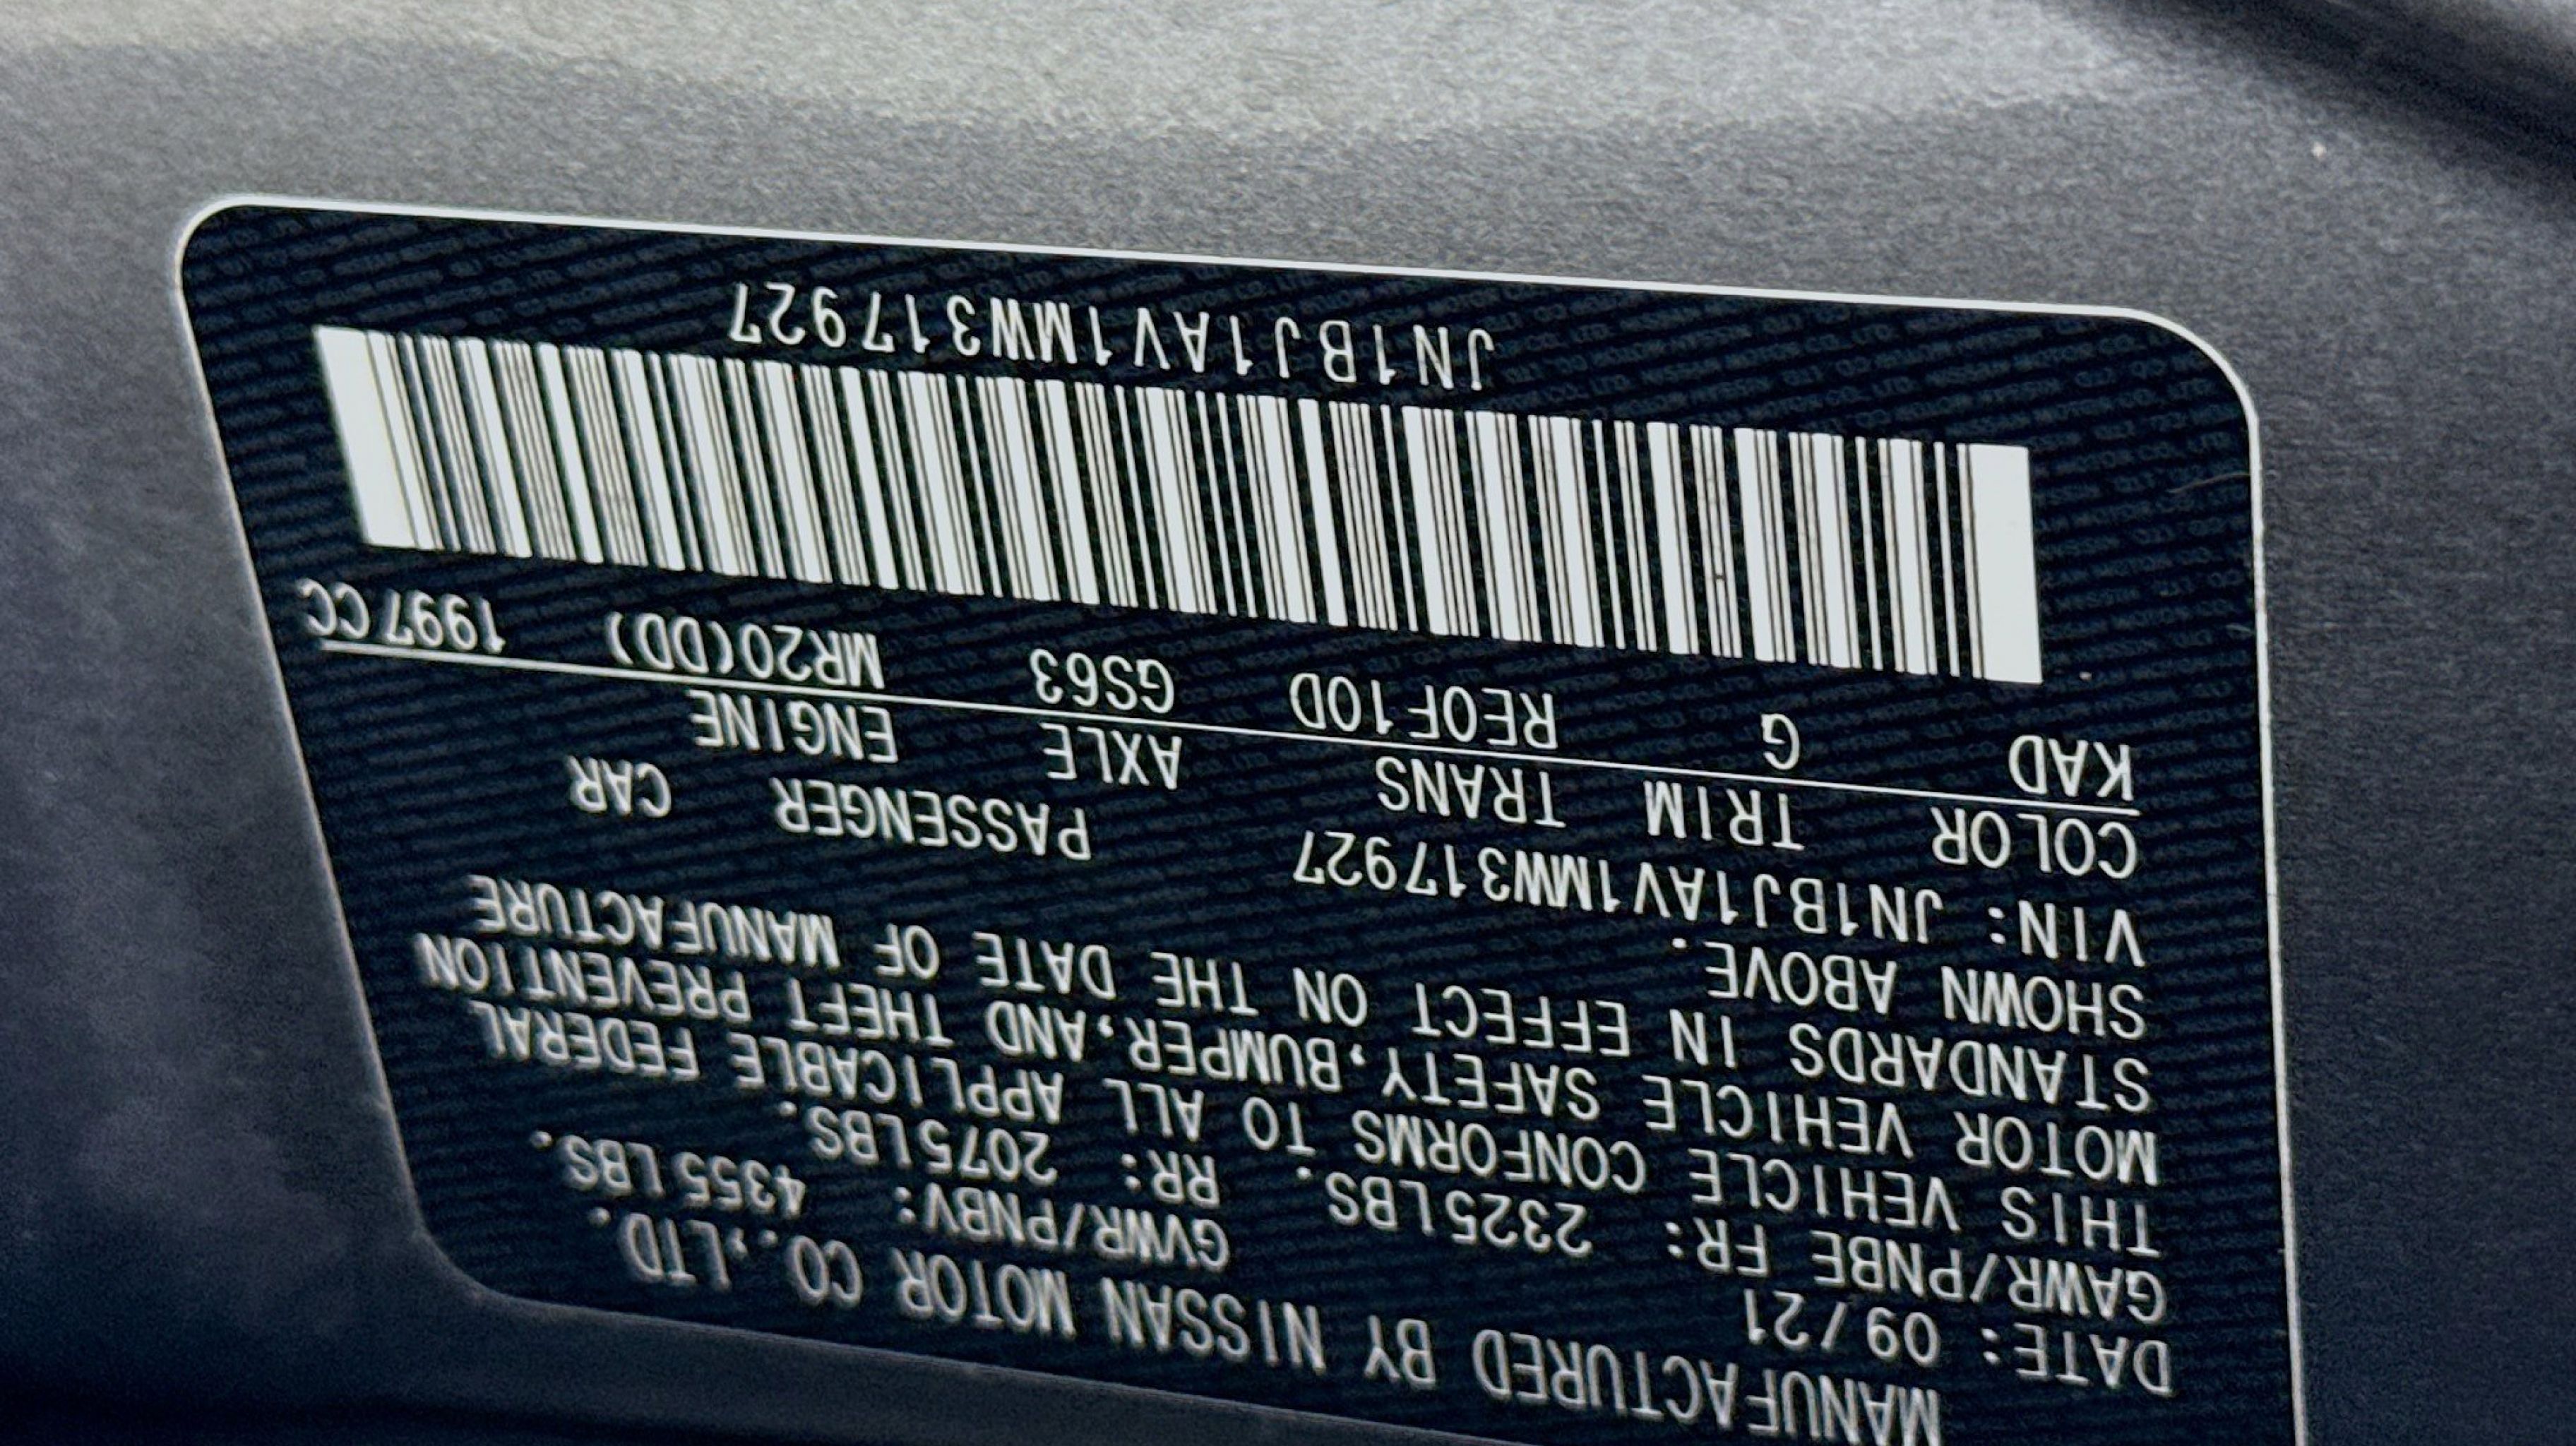 MANUFACTURED BY NISSAN MOTOR CO.,LTD.
DATE: 09/21 GVWR/PNBV: 4355LBS.
GAWR/PNBE FR: 2325LBS. RR: 2075LBS.
THIS VEHICLE CONFORMS TO ALL APPLICABLE FEDERAL
MOTOR VEHICLE SAFETY,BUMPER,AND THEFT PREVENTION
STANDARDS IN EFFECT ON THE DATE OF MANUFACTURE
SHOWN ABOVE.
VIN: JN1BJ1AV1MW317927 PASSENGER CAR
COLOR TRIM TRANS AXLE ENGINE
KAD G RE0F10D GS63 MR20(DD) 1997CC
JN1BJ1AV1MW317927